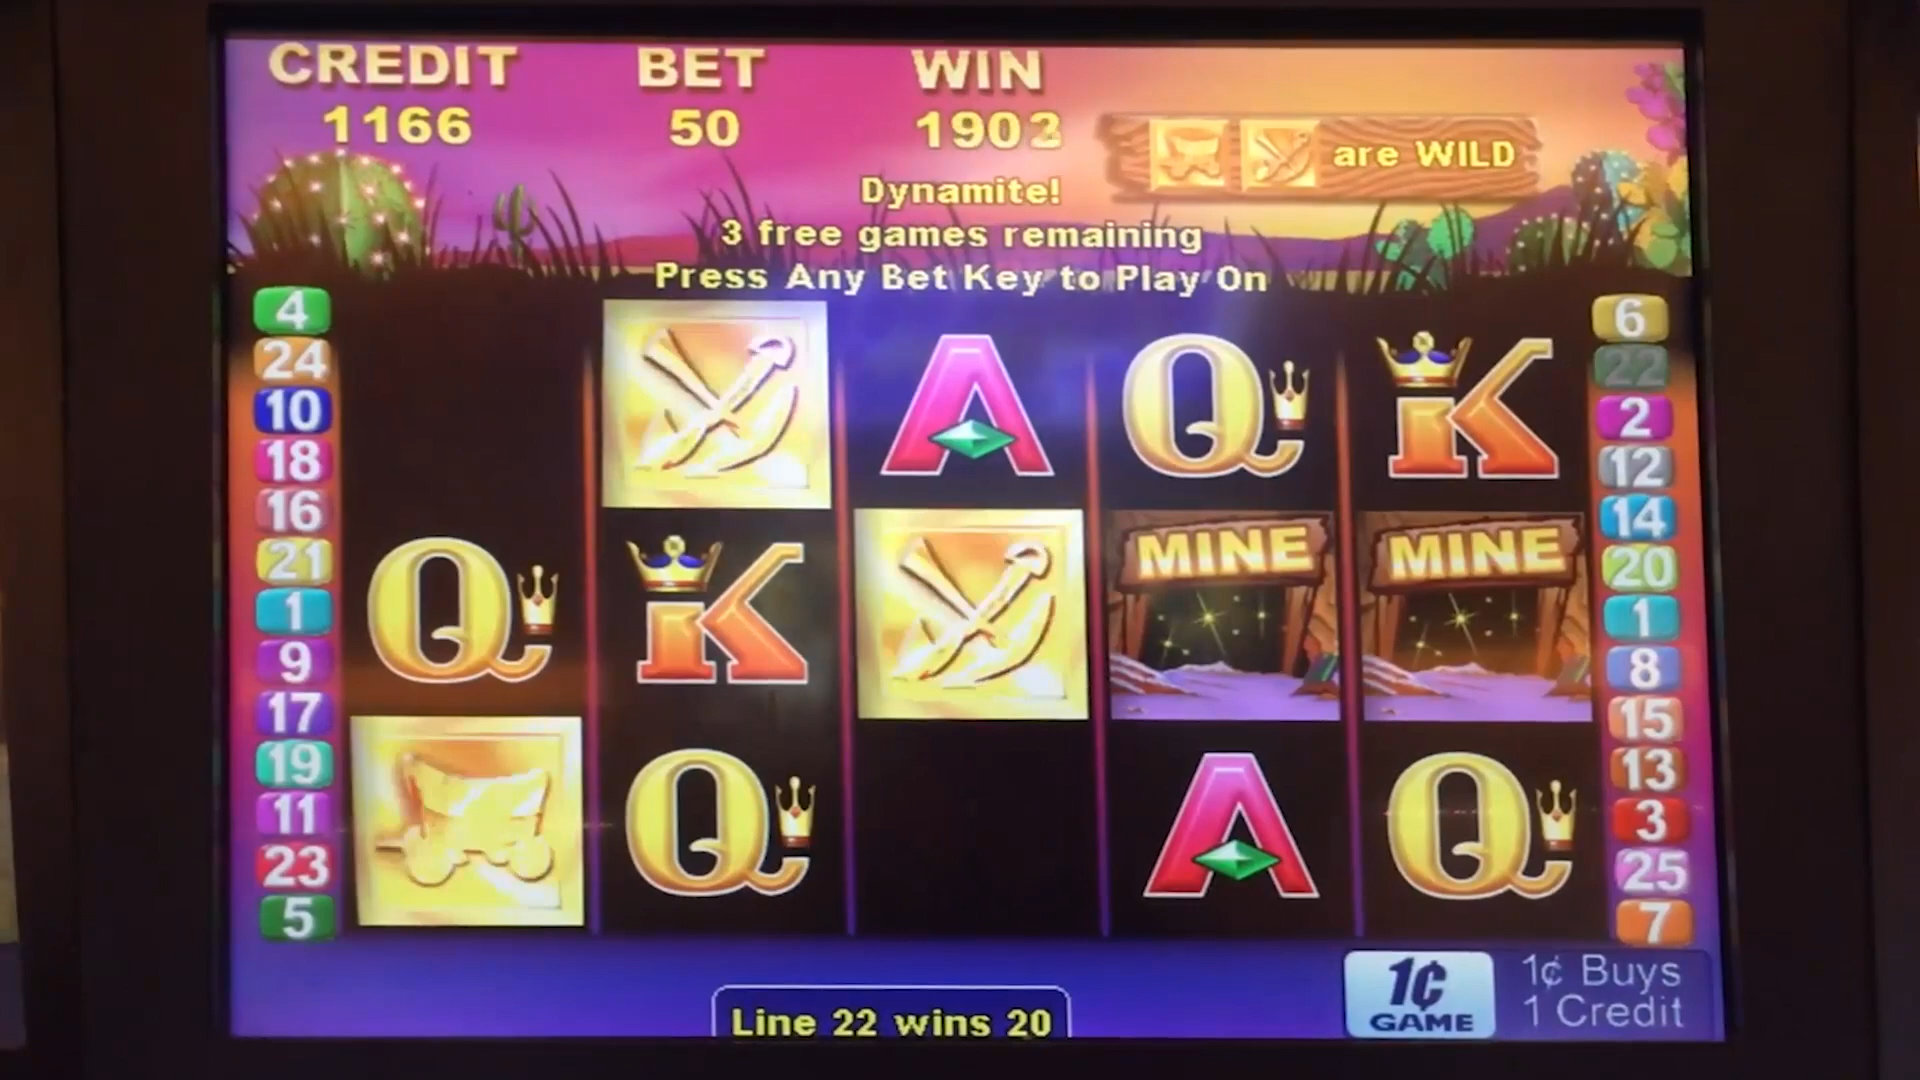 CREDIT BET WIN
1166 50 190
are WILD
Dynamite!
3 free games remaining
Press Any Bet Key to Play On
4
24
10
18
16
21
1
9
17
19
11
23
5
A Q K
Q K MINE MINE
Q A Q
6
22
2
12
14
20
1
8
15
13
3
25
7
Line 22 wins 20
1¢
GAME
1¢ Buys
1 Credit